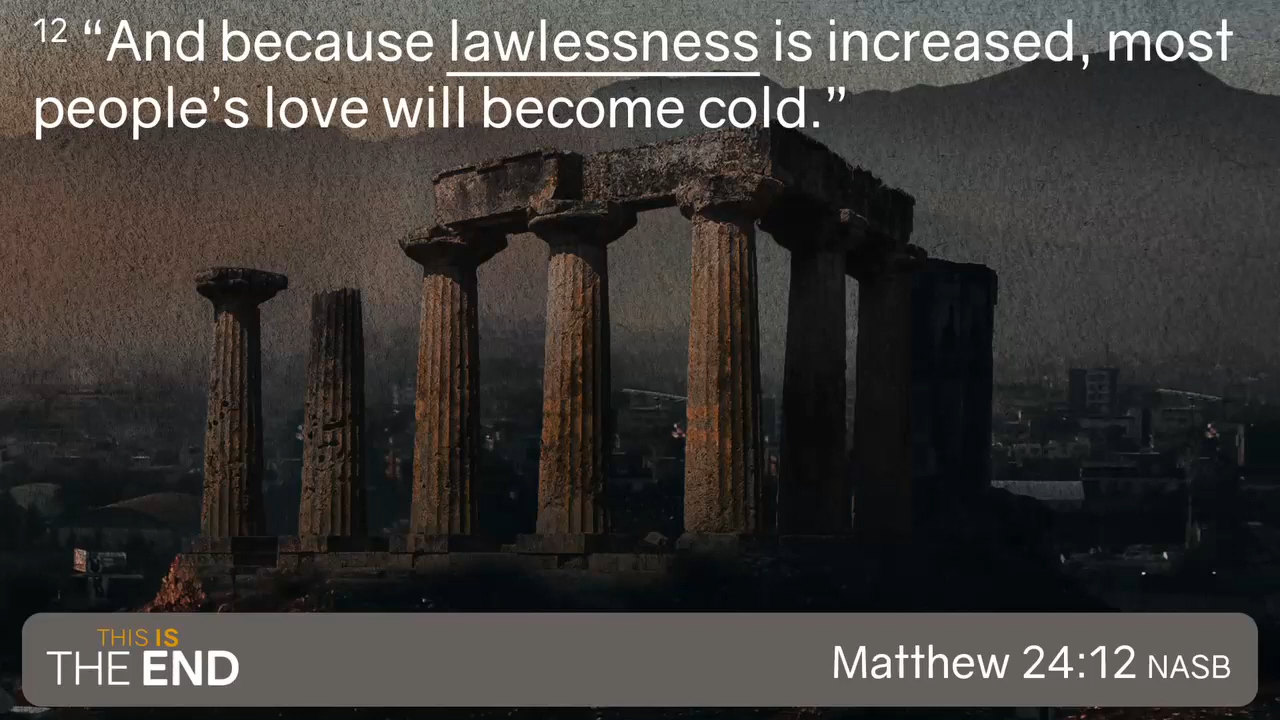 12 “And because lawlessness is increased, most
people’s love will become cold.”
THIS IS
THE END
Matthew 24:12 NASB